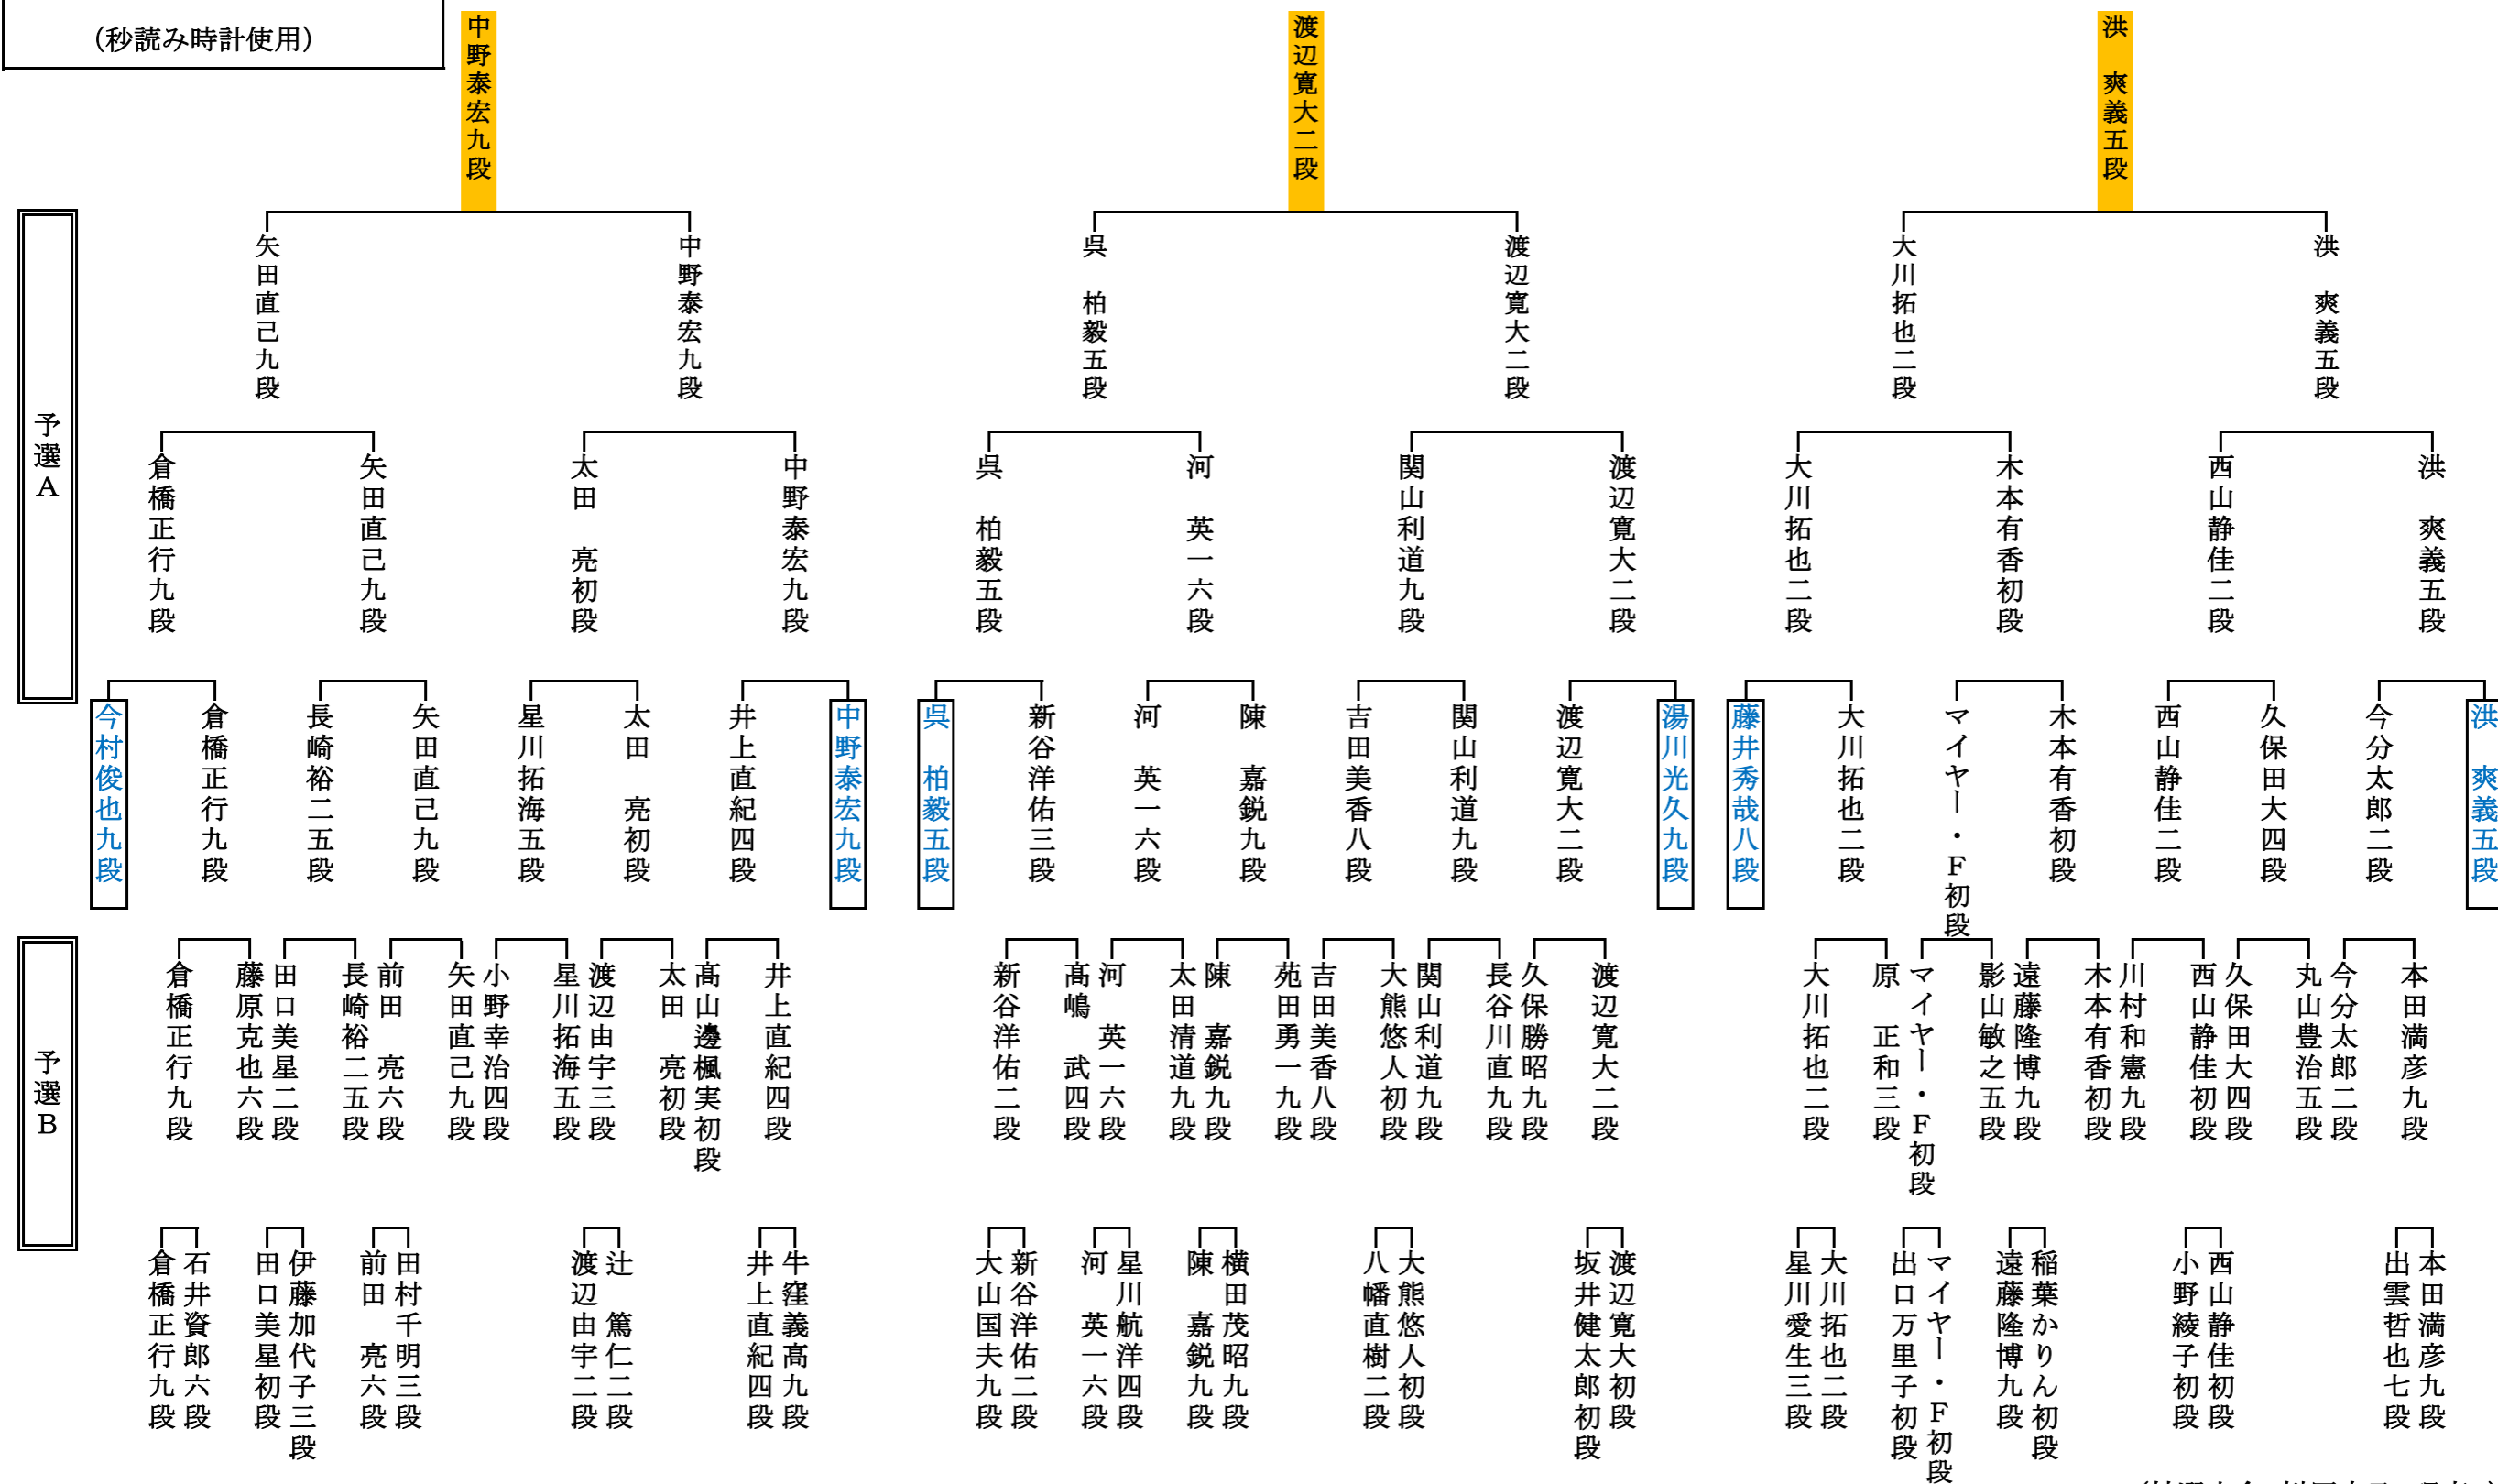 （秒読み時計使用）
中野泰宏九段
渡辺寛大二段
洪　爽義五段
予選A
矢田直己九段
中野泰宏九段
呉　柏毅五段
渡辺寛大二段
大川拓也二段
洪　爽義五段
倉橋正行九段
矢田直己九段
太田　亮初段
中野泰宏九段
呉　柏毅五段
河　英一六段
関山利道九段
渡辺寛大二段
大川拓也二段
木本有香初段
西山静佳二段
洪　爽義五段
今村俊也九段
倉橋正行九段
長崎裕二五段
矢田直己九段
星川拓海五段
太田　亮初段
井上直紀四段
中野泰宏九段
呉　柏毅五段
新谷洋佑三段
河　英一六段
陳　嘉鋭九段
吉田美香八段
関山利道九段
渡辺寛大二段
湯川光久九段
藤井秀哉八段
大川拓也二段
マイヤー・F初段
木本有香初段
西山静佳二段
久保田大四段
今分太郎二段
洪　爽義五段
予選B
倉橋正行九段
藤原克也六段
田口美星二段
長崎裕二五段
前田　亮六段
矢田直己九段
小野幸治四段
星川拓海五段
渡辺由宇三段
太田　亮初段
髙山邊楓実初段
井上直紀四段
新谷洋佑二段
髙嶋　武四段
河　英一六段
太田清道九段
陳　嘉鋭九段
苑田勇一九段
吉田美香八段
大熊悠人初段
関山利道九段
長谷川直九段
久保勝昭九段
渡辺寛大二段
大川拓也二段
原　正和三段
マイヤー・F初段
影山敏之五段
遠藤隆博九段
木本有香初段
川村和憲九段
西山静佳初段
久保田大四段
丸山豊治五段
今分太郎二段
本田満彦九段
倉橋正行九段
石井資郎六段
田口美星初段
伊藤加代子三段
前田　亮六段
田村千明三段
渡辺由宇二段
辻　篤仁二段
井上直紀四段
牛窪義高九段
大山国夫九段
新谷洋佑二段
河　英一六段
星川航洋四段
陳　嘉鋭九段
横田茂昭九段
八幡直樹二段
大熊悠人初段
坂井健太郎初段
渡辺寛大初段
星川愛生三段
大川拓也二段
出口万里子初段
マイヤー・F初段
遠藤隆博九段
稲葉かりん初段
小野綾子初段
西山静佳初段
出雲哲也七段
本田満彦九段